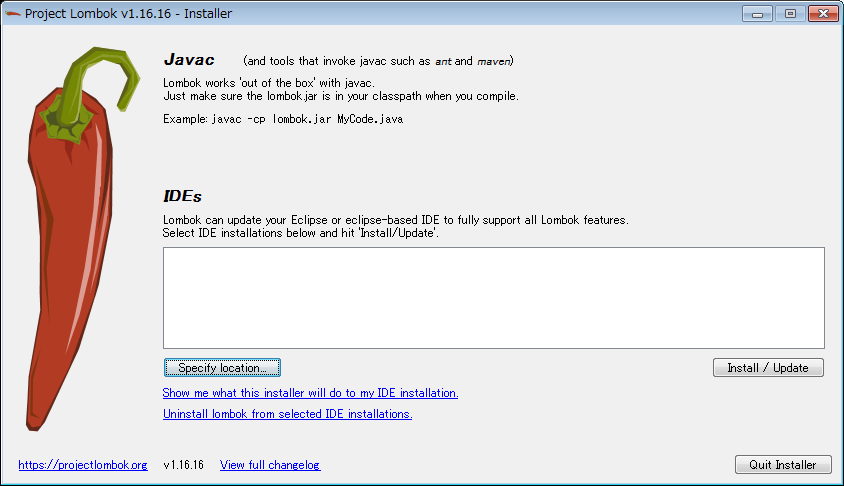 Project Lombok v1.16.16 - Installer
Javac (and tools that invoke javac such as ant and maven)
Lombok works 'out of the box' with javac.
Just make sure the lombok.jar is in your classpath when you compile.
Example: javac -cp lombok.jar MyCode.java
IDEs
Lombok can update your Eclipse or eclipse-based IDE to fully support all Lombok features.
Select IDE installations below and hit 'Install/Update'.
Specify location... Install / Update
Show me what this installer will do to my IDE installation.
Uninstall lombok from selected IDE installations.
https://projectlombok.org v1.16.16 View full changelog Quit Installer